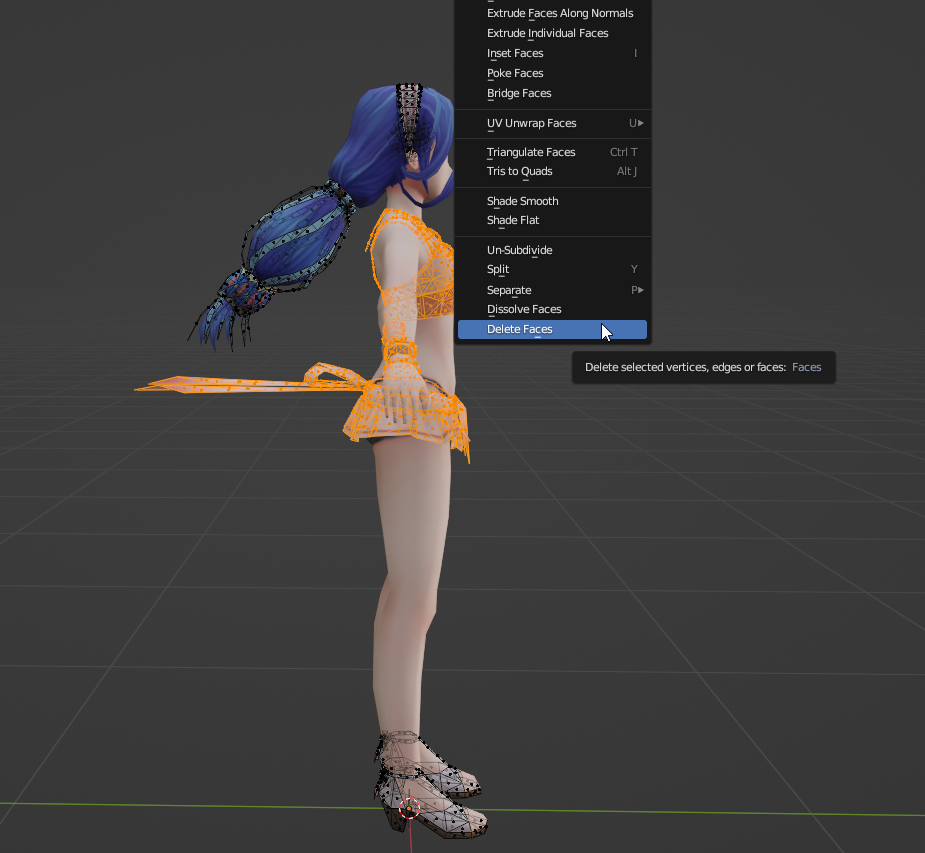 Extrude Faces Along Normals
Extrude Individual Faces
Inset Faces I
Poke Faces
Bridge Faces
UV Unwrap Faces U
Triangulate Faces Ctrl T
Tris to Quads Alt J
Shade Smooth
Shade Flat
Un-Subdivide
Split Y
Separate P
Dissolve Faces
Delete Faces
Delete selected vertices, edges or faces: Faces